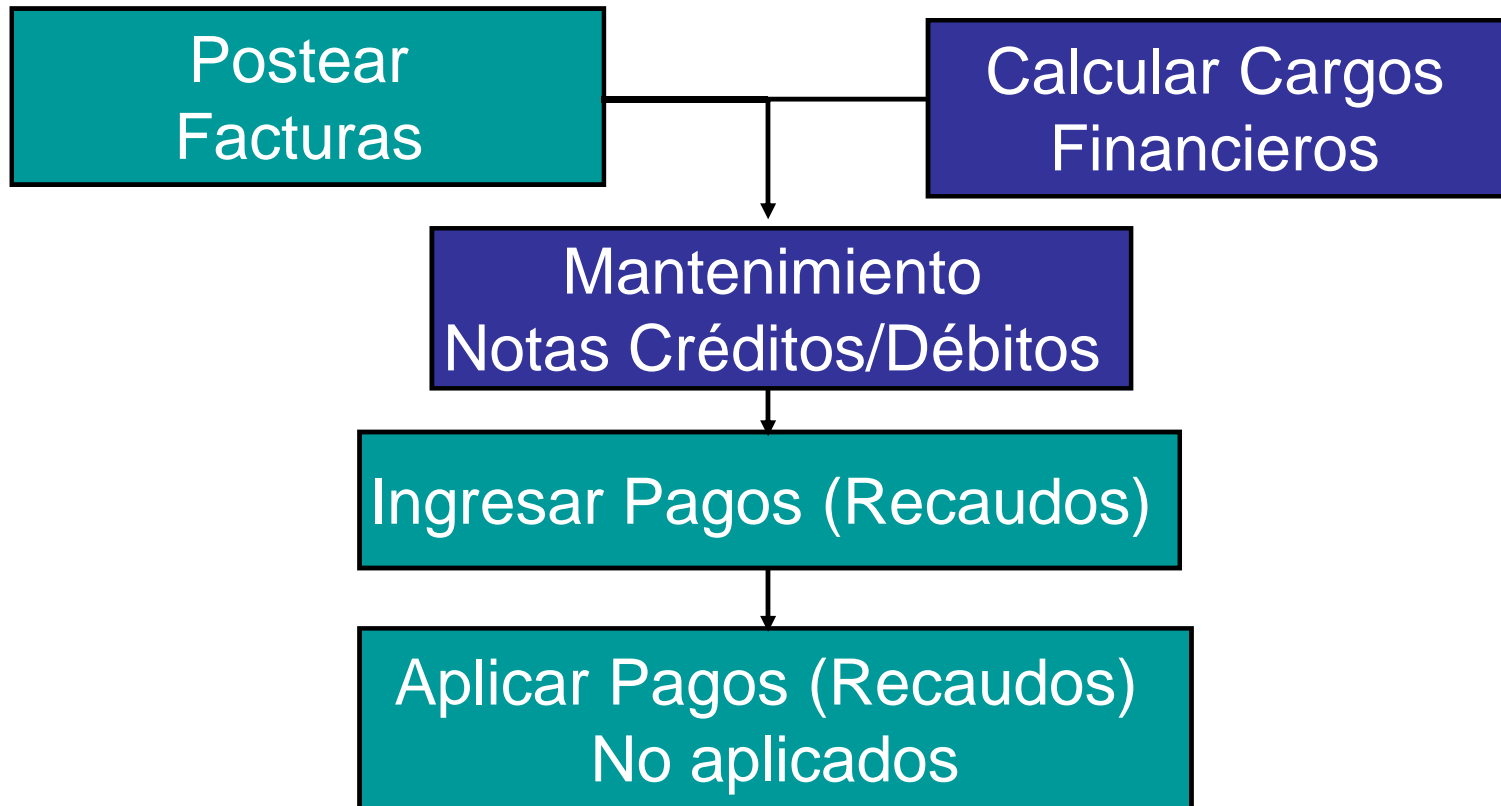 Postear
Facturas
Calcular Cargos
Financieros
Mantenimiento
Notas Créditos/Débitos
Ingresar Pagos (Recaudos)
Aplicar Pagos (Recaudos)
No aplicados